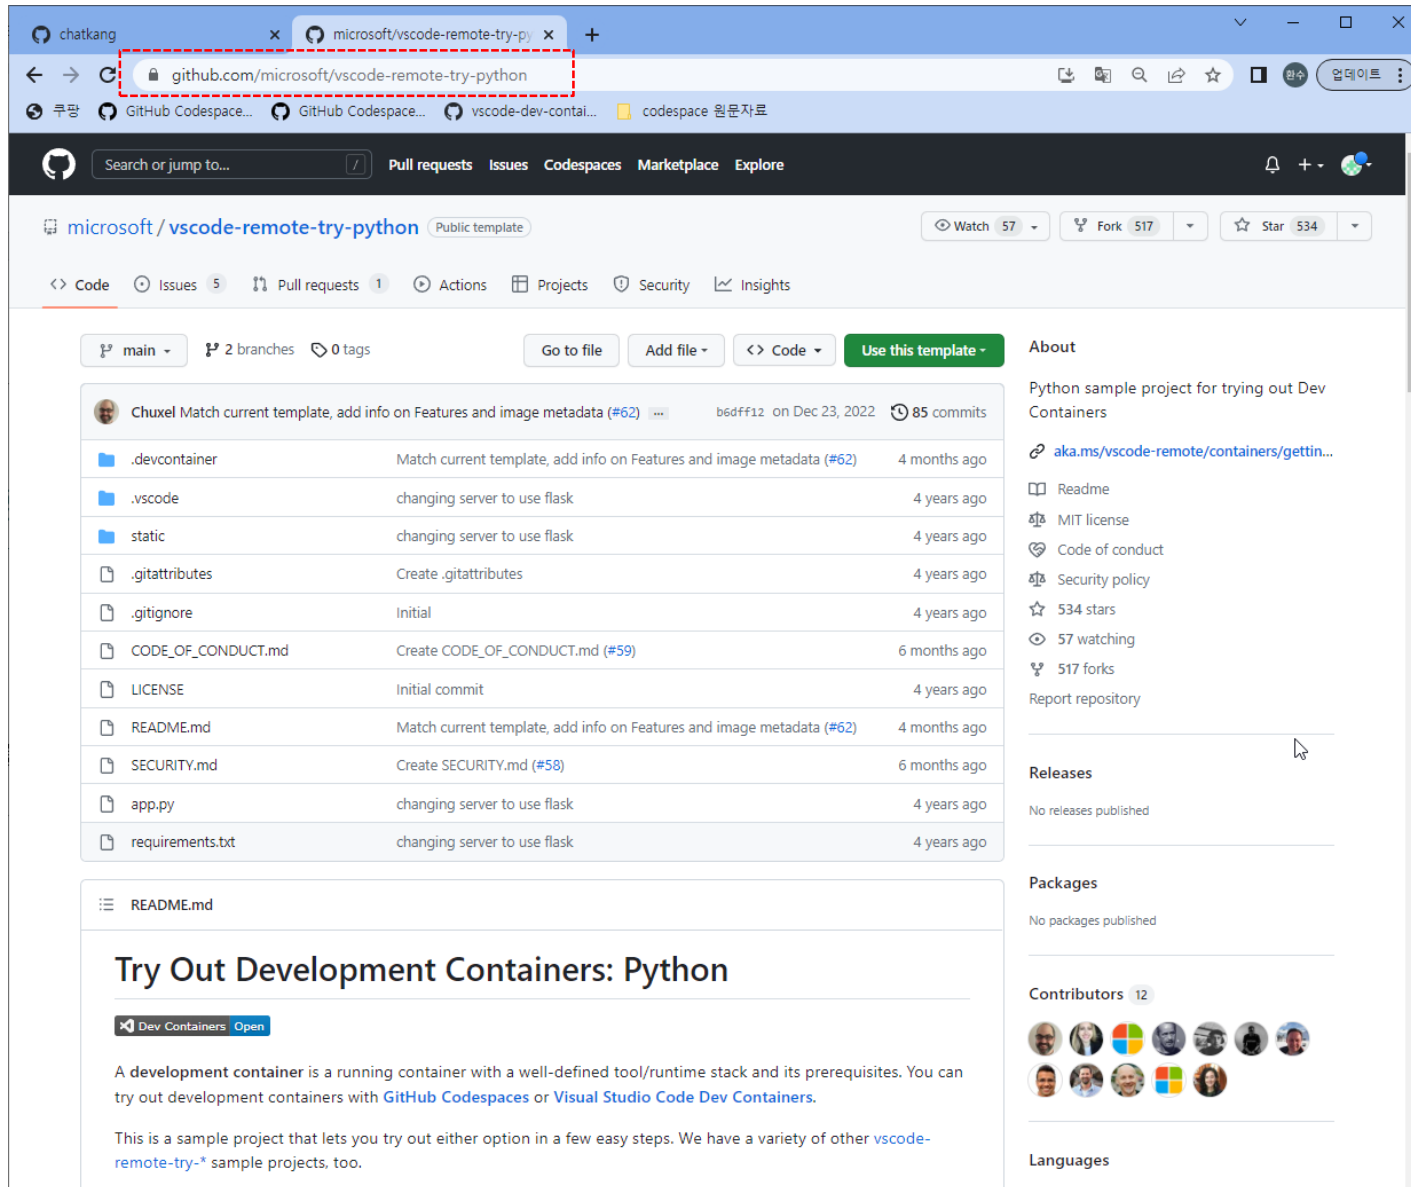 chatkang
microsoft/vscode-remote-try-py
github.com/microsoft/vscode-remote-try-python
환수
업데이트
쿠팡
GitHub Codespace...
GitHub Codespace...
vscode-dev-contai...
codespace 원문자료
Search or jump to... /
Pull requests Issues Codespaces Marketplace Explore
microsoft / vscode-remote-try-python Public template
Watch 57
Fork 517
Star 534
Code
Issues 5
Pull requests 1
Actions
Projects
Security
Insights
main
2 branches
0 tags
Go to file
Add file
Code
Use this template
Chuxel Match current template, add info on Features and image metadata (#62) ... b6dff12 on Dec 23, 2022 85 commits
.devcontainer Match current template, add info on Features and image metadata (#62) 4 months ago
.vscode changing server to use flask 4 years ago
static changing server to use flask 4 years ago
.gitattributes Create .gitattributes 4 years ago
.gitignore Initial 4 years ago
CODE_OF_CONDUCT.md Create CODE_OF_CONDUCT.md (#59) 6 months ago
LICENSE Initial commit 4 years ago
README.md Match current template, add info on Features and image metadata (#62) 4 months ago
SECURITY.md Create SECURITY.md (#58) 6 months ago
app.py changing server to use flask 4 years ago
requirements.txt changing server to use flask 4 years ago
README.md
Try Out Development Containers: Python
Dev Containers Open
A development container is a running container with a well-defined tool/runtime stack and its prerequisites. You can
try out development containers with GitHub Codespaces or Visual Studio Code Dev Containers.
This is a sample project that lets you try out either option in a few easy steps. We have a variety of other vscode-
remote-try-* sample projects, too.
About
Python sample project for trying out Dev
Containers
aka.ms/vscode-remote/containers/gettin...
Readme
MIT license
Code of conduct
Security policy
534 stars
57 watching
517 forks
Report repository
Releases
No releases published
Packages
No packages published
Contributors 12
Languages